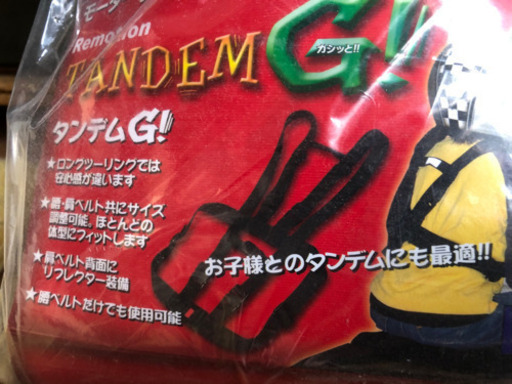 モーター
Remotion
TANDEM G!
ガシッと!!
タンデムG!
★ロングツーリングでは
安心感が違います
★腰・肩ベルト共にサイズ
調整可能。ほとんどの
体型にフィットします
★肩ベルト背面に
リフレクター装備
★腰ベルトだけでも使用可能
お子様とのタンデムにも最適!!